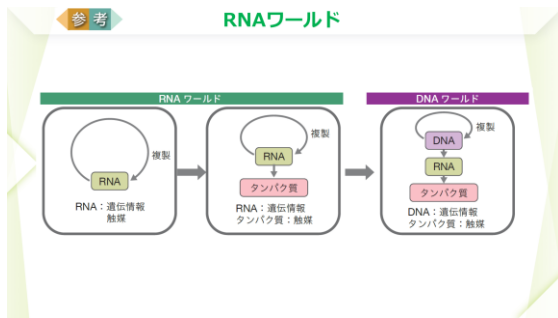 参考
RNAワールド
RNA ワールド
DNA ワールド
複製
RNA
RNA：遺伝情報
触媒
複製
RNA
タンパク質
RNA：遺伝情報
タンパク質：触媒
複製
DNA
RNA
タンパク質
DNA：遺伝情報
タンパク質：触媒